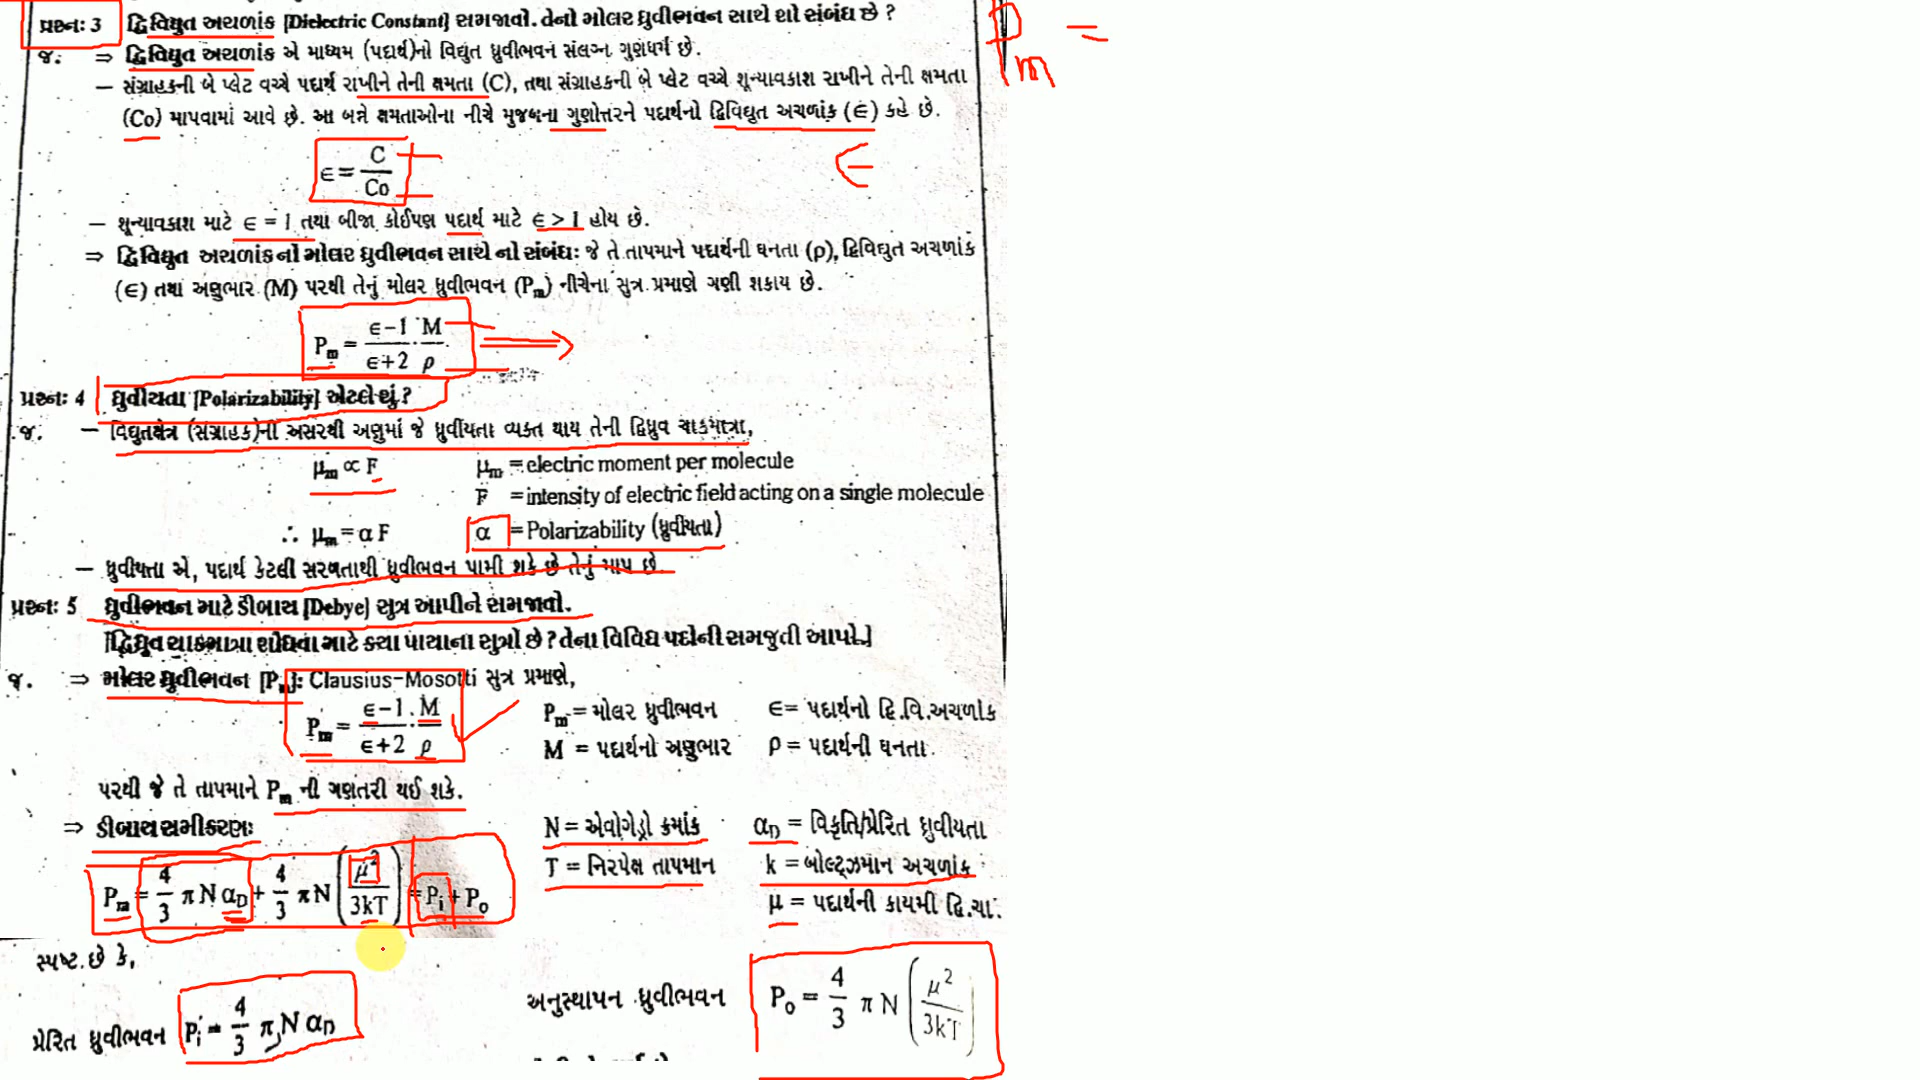 પ્રશ્નઃ 3 દ્વિવિદ્યુત અચળાંક [Dielectric Constant] સમજાવો. તેનો મોલર ધ્રુવીભવન સાથે શો સંબંધ છે ?
જ. ⇒ દ્વિવિદ્યુત અચળાંક એ માધ્યમ (પદાર્થ)નો વિદ્યુત ધ્રુવીભવન સંલગ્ન ગુણધર્મ છે.
– સંગ્રાહકની બે પ્લેટ વચ્ચે પદાર્થ રાખીને તેની ક્ષમતા (C), તથા સંગ્રાહકની બે પ્લેટ વચ્ચે શૂન્યાવકાશ રાખીને તેની ક્ષમતા
(Co) માપવામાં આવે છે. આ બન્ને ક્ષમતાઓના નીચે મુજબના ગુણોત્તરને પદાર્થનો દ્વિવિદ્યુત અચળાંક (∈) કહે છે.
∈ = C/Co
∈
– શૂન્યાવકાશ માટે ∈ = 1 તથા બીજા કોઈપણ પદાર્થ માટે ∈ > 1 હોય છે.
⇒ દ્વિવિદ્યુત અચળાંકનો મોલર ધ્રુવીભવન સાથે નો સંબંધઃ જે તે તાપમાને પદાર્થની ઘનતા (ρ), દ્વિવિદ્યુત અચળાંક
(∈) તથા અણુભાર (M) પરથી તેનું મોલર ધ્રુવીભવન (Pm) નીચેના સુત્ર પ્રમાણે ગણી શકાય છે.
Pm = ∈–1/∈+2 · M/ρ
પ્રશ્નઃ 4 ધ્રુવીયતા [Polarizability] એટલે શું ?
જ. – વિદ્યુતક્ષેત્ર (સંગ્રાહક)ની અસરથી અણુમાં જે ધ્રુવીયતા વ્યક્ત થાય તેની દ્વિધ્રુવ ચાકમાત્રા,
μm ∝ F μm = electric moment per molecule
F = intensity of electric field acting on a single molecule
∴ μm = α F α = Polarizability (ધ્રુવીયતા)
– ધ્રુવીયતા એ, પદાર્થ કેટલી સરળતાથી ધ્રુવીભવન પામી શકે છે તેનું માપ છે.
પ્રશ્નઃ 5 ધ્રુવીભવન માટે ડીબાય [Debye] સુત્ર આપીને સમજાવો.
[દ્વિધ્રુવ ચાકમાત્રા શોધવા માટે ક્યા પાયાના સુત્રો છે ? તેના વિવિધ પદોની સમજુતી આપો.]
જ. ⇒ મોલર ધ્રુવીભવન [Pm]: Clausius-Mosotti સુત્ર પ્રમાણે,
Pm = ∈–1/∈+2 · M/ρ Pm = મોલર ધ્રુવીભવન ∈ = પદાર્થનો દ્વિ.વિ.અચળાંક
M = પદાર્થનો અણુભાર ρ = પદાર્થની ઘનતા.
પરથી જે તે તાપમાને Pm ની ગણતરી થઈ શકે.
⇒ ડીબાય સમીકરણઃ N = એવોગેડ્રો ક્રમાંક αD = વિકૃતિ/પ્રેરિત ધ્રુવીયતા
T = નિરપેક્ષ તાપમાન k = બોલ્ટ્ઝમાન અચળાંક
Pm = 4/3 π N αD + 4/3 π N (μ²/3kT) = Pi + Po μ = પદાર્થની કાયમી દ્વિ.ચા.
સ્પષ્ટ છે કે,
પ્રેરિત ધ્રુવીભવન Pi = 4/3 π N αD અનુસ્થાપન ધ્રુવીભવન Po = 4/3 π N (μ²/3kT)
Pm =